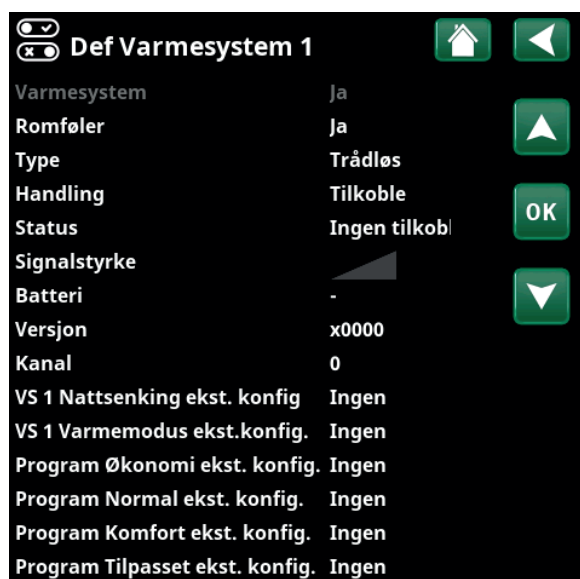 Def Varmesystem 1
Varmesystem Ja
Romføler Ja
Type Trådløs
Handling Tilkoble
Status Ingen tilkobl
OK
Signalstyrke
Batteri -
Versjon x0000
Kanal 0
VS 1 Nattsenking ekst. konfig Ingen
VS 1 Varmemodus ekst.konfig. Ingen
Program Økonomi ekst. konfig. Ingen
Program Normal ekst. konfig. Ingen
Program Komfort ekst. konfig. Ingen
Program Tilpasset ekst. konfig. Ingen